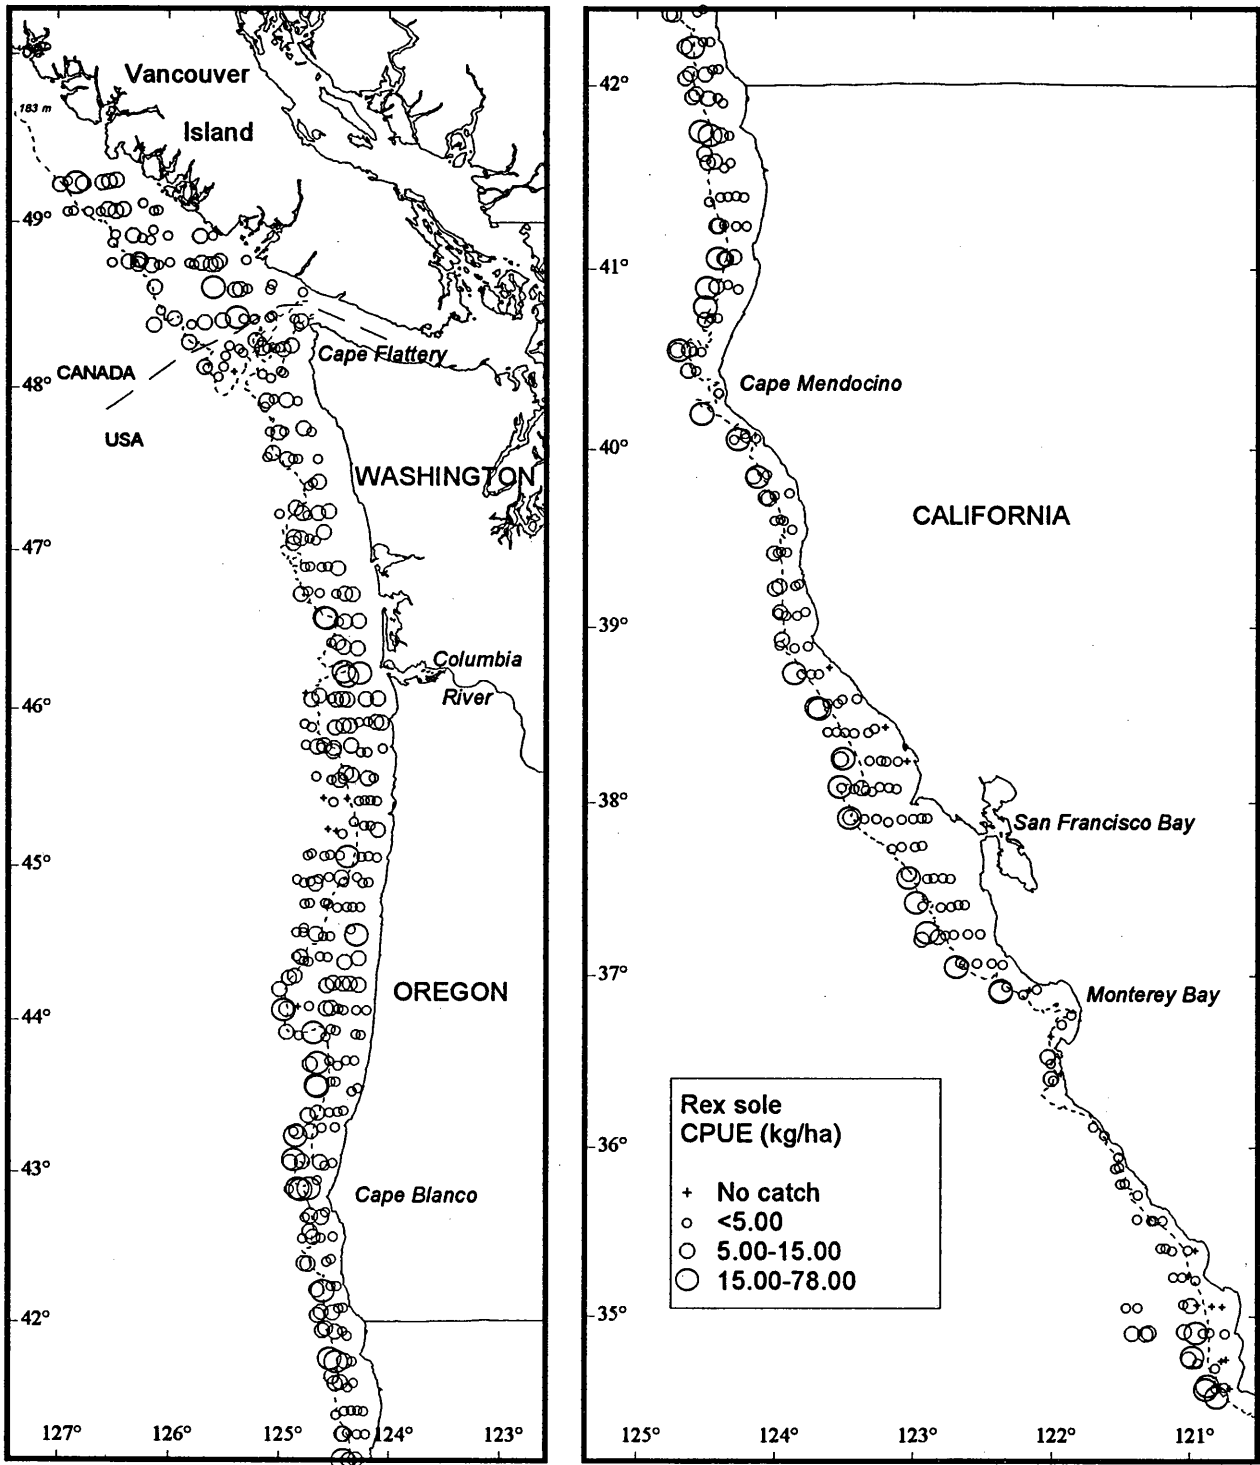 Vancouver
Island
183 m
49°
CANADA
USA
Cape Flattery
48°
WASHINGTON
47°
Columbia
River
46°
45°
OREGON
44°
43°
Cape Blanco
42°
127°
126°
125°
124°
123°
42°
41°
Cape Mendocino
40°
CALIFORNIA
39°
38°
San Francisco Bay
37°
Monterey Bay
Rex sole
CPUE (kg/ha)
+ No catch
<5.00
5.00-15.00
15.00-78.00
36°
35°
125°
124°
123°
122°
121°